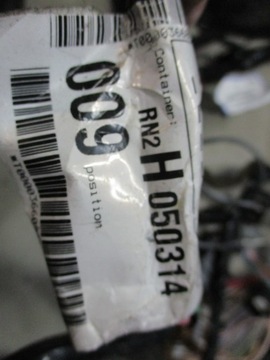 Container:
RN2 H 050314
009
position